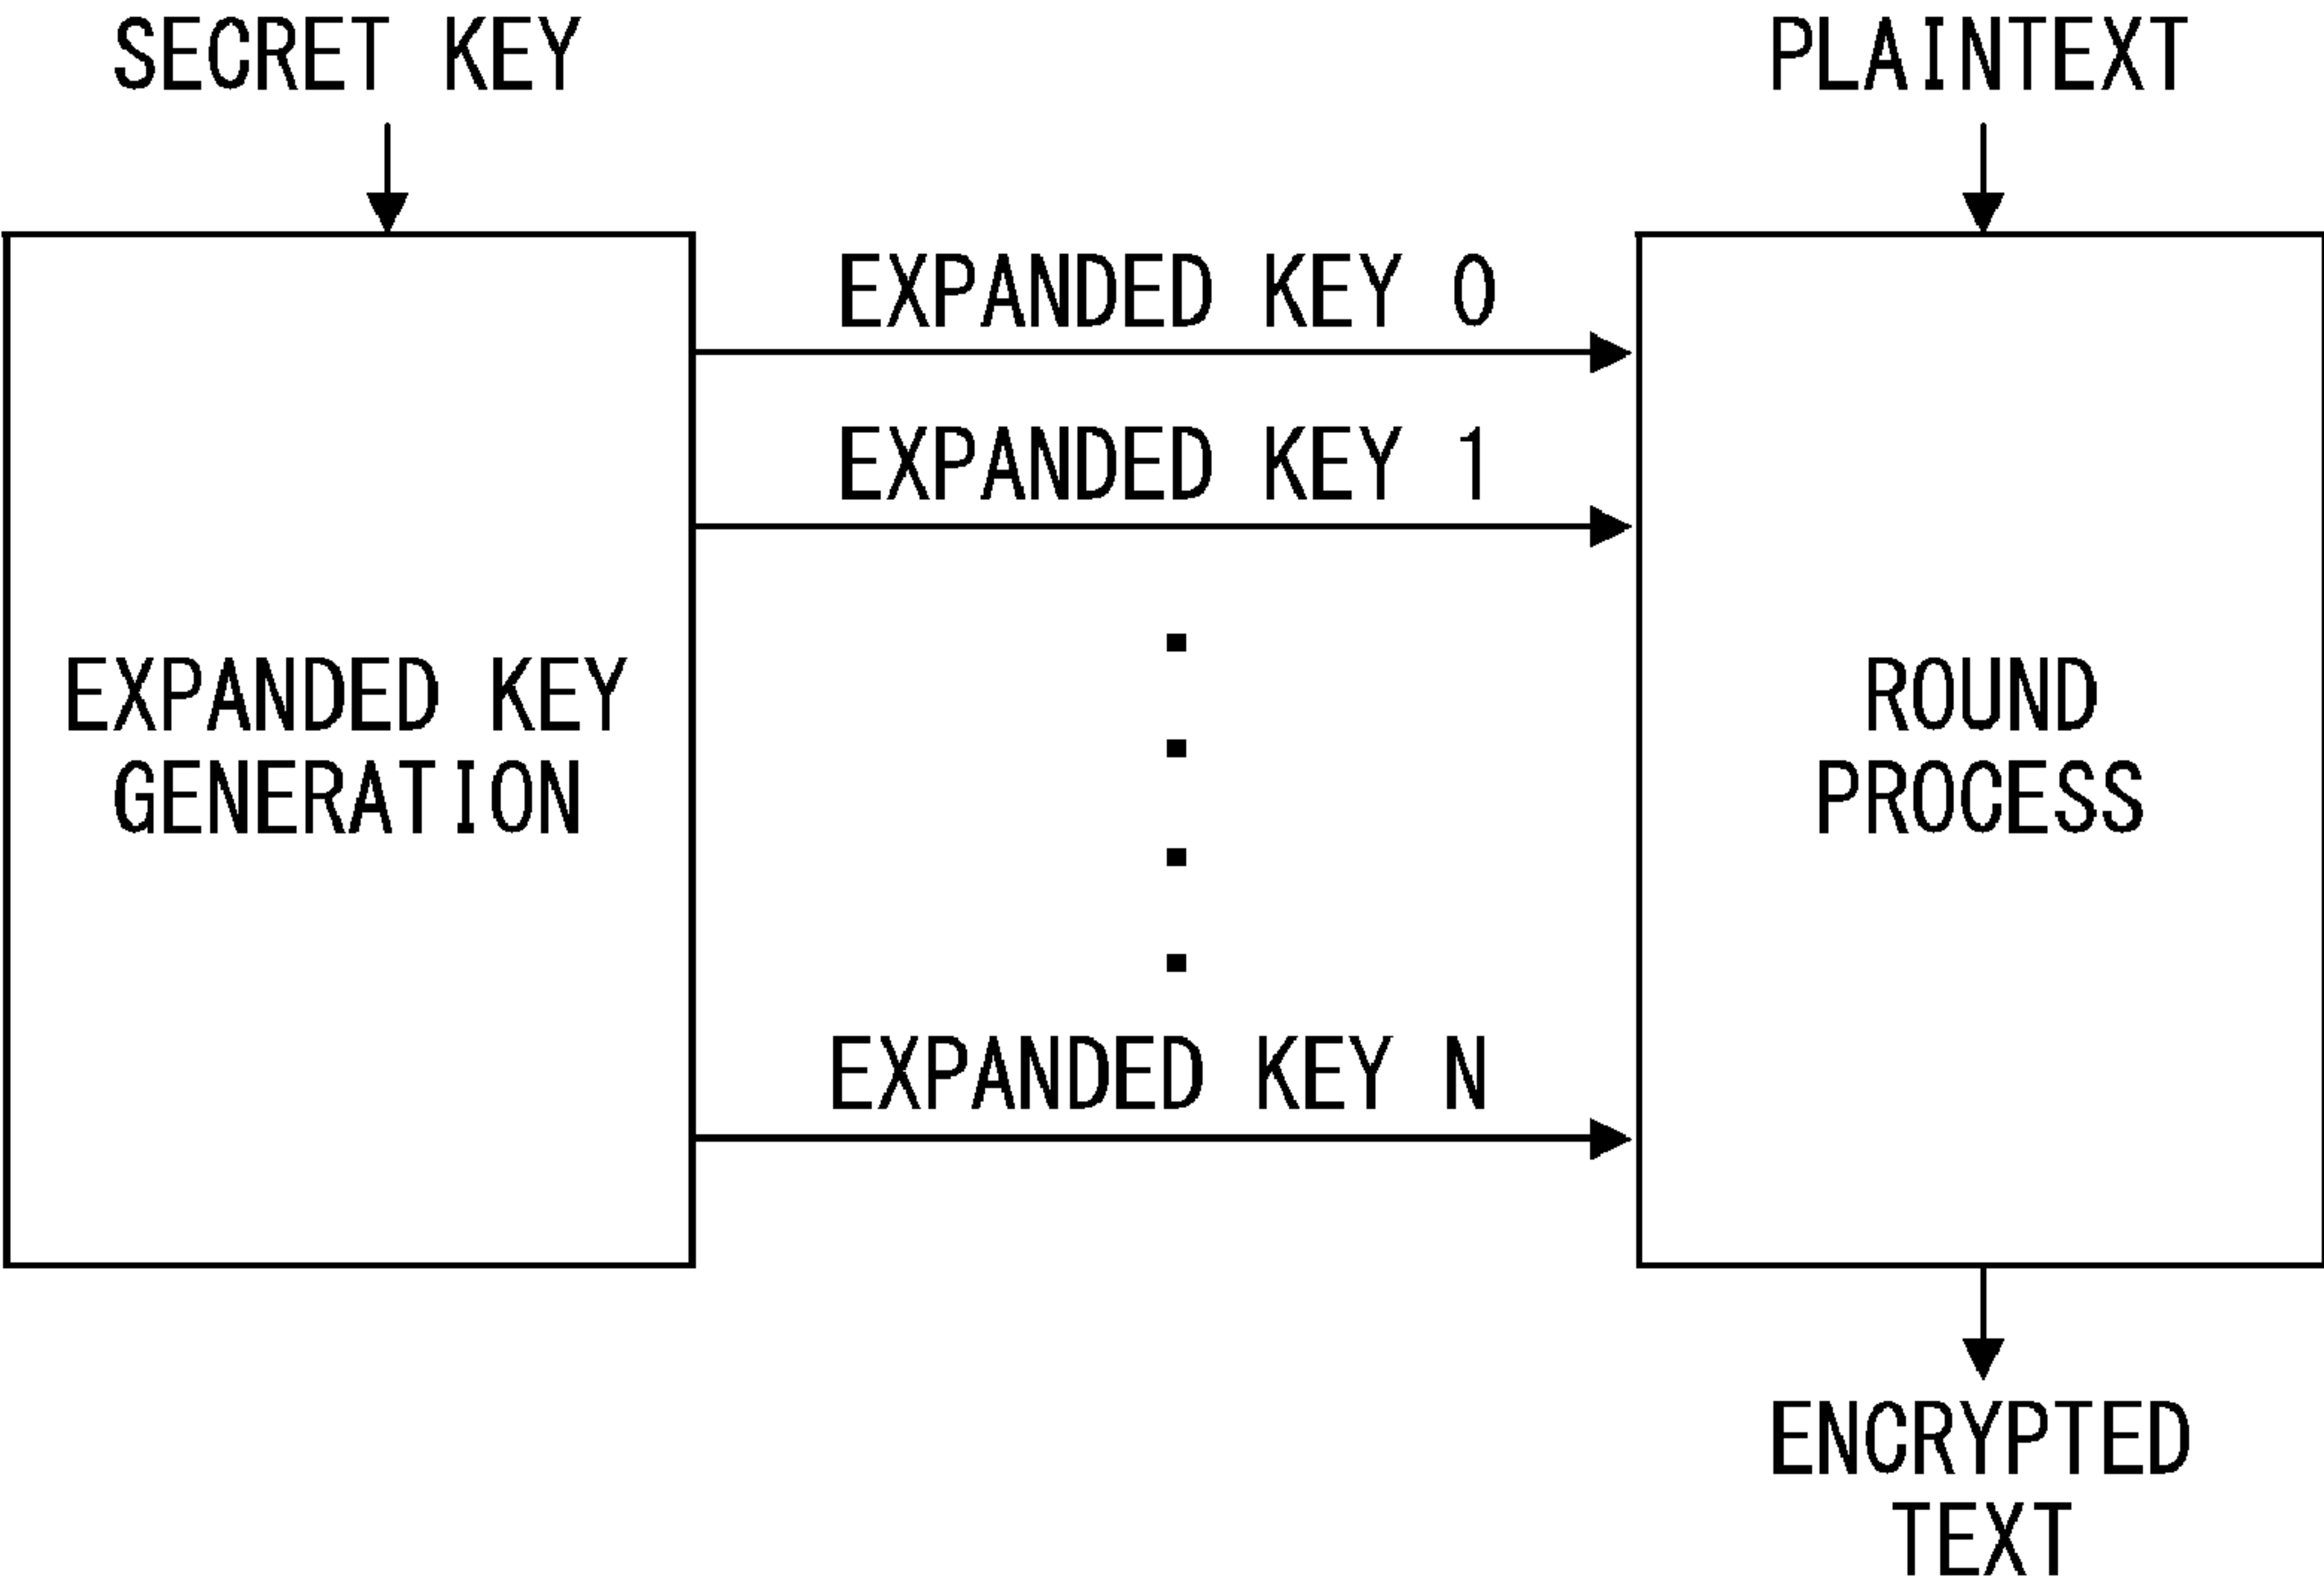 SECRET KEY
PLAINTEXT
EXPANDED KEY 0
EXPANDED KEY 1
EXPANDED KEY
GENERATION
ROUND
PROCESS
EXPANDED KEY N
ENCRYPTED
TEXT